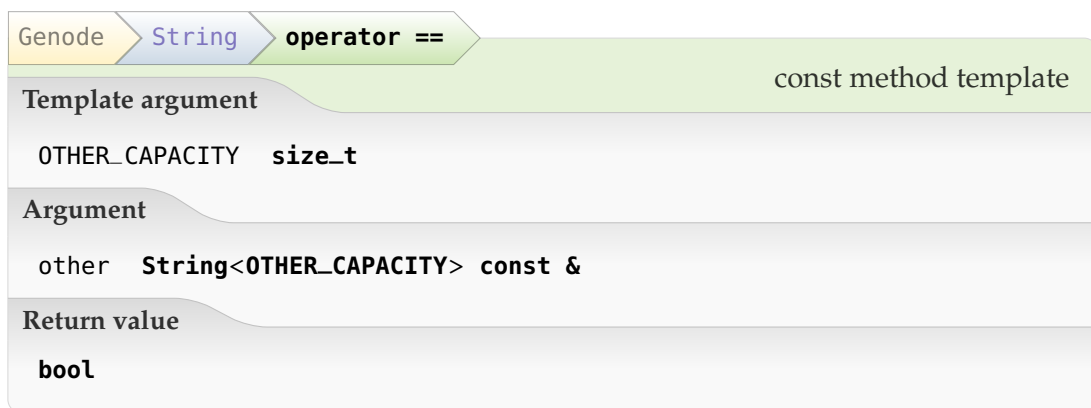 Genode String operator ==
const method template
Template argument
OTHER_CAPACITY size_t
Argument
other String<OTHER_CAPACITY> const &
Return value
bool